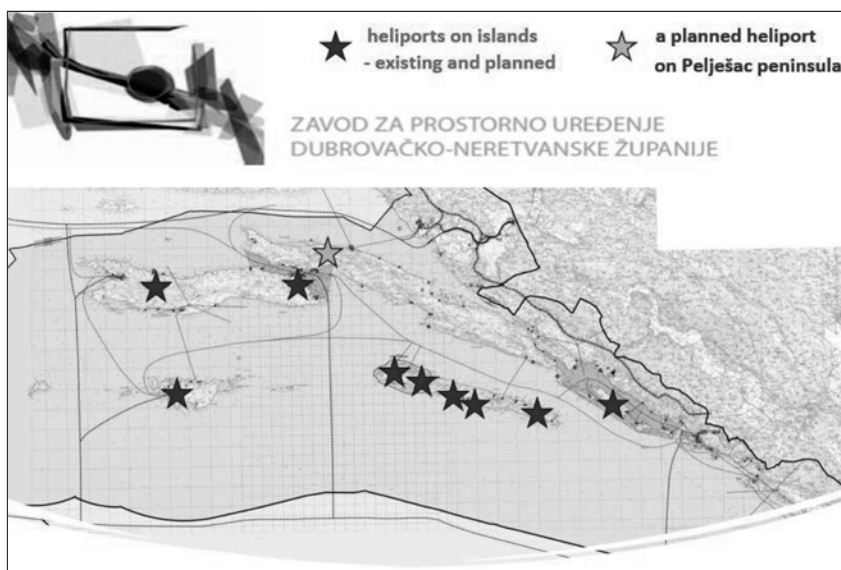 heliports on islands
- existing and planned
a planned heliport
on Pelješac peninsula
ZAVOD ZA PROSTORNO UREĐENJE
DUBROVAČKO-NERETVANSKE ŽUPANIJE